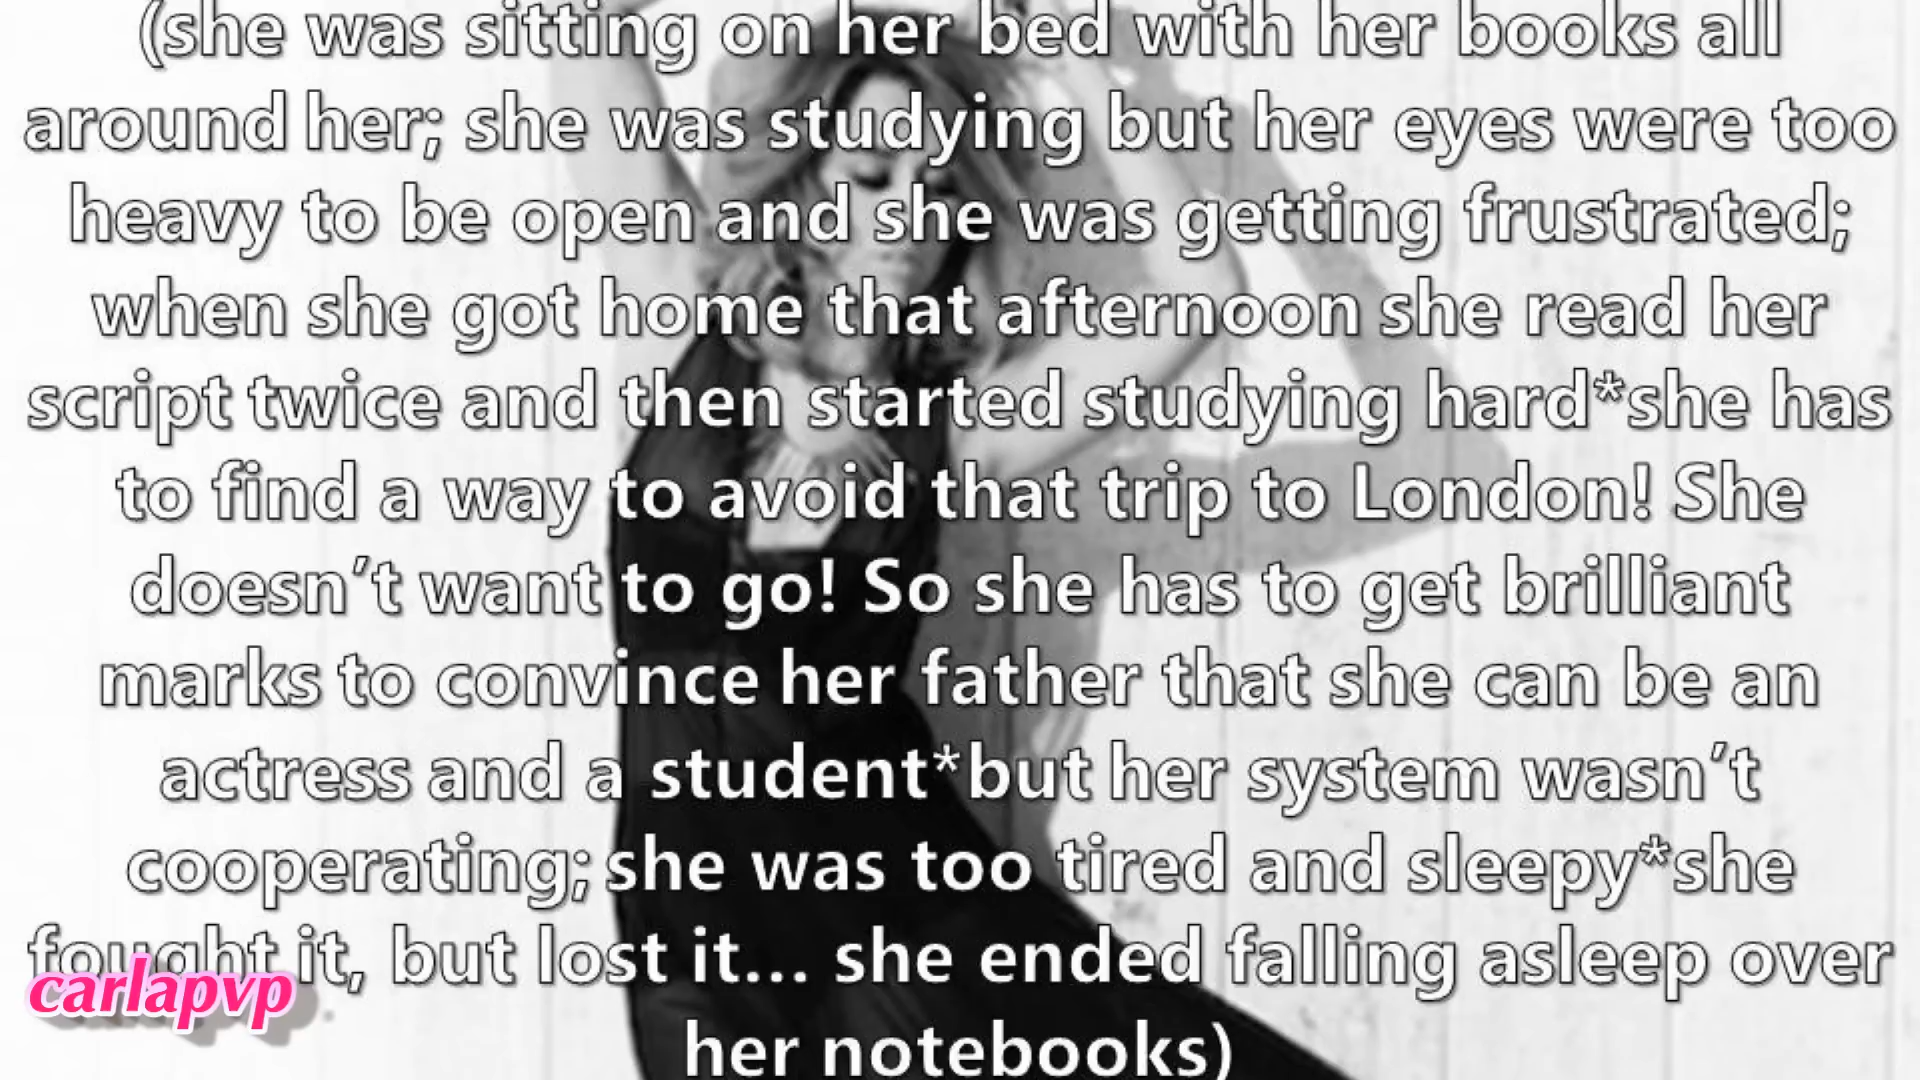 (she was sitting on her bed with her books all
around her; she was studying but her eyes were too
heavy to be open and she was getting frustrated;
when she got home that afternoon she read her
script twice and then started studying hard*she has
to find a way to avoid that trip to London! She
doesn’t want to go! So she has to get brilliant
marks to convince her father that she can be an
actress and a student*but her system wasn’t
cooperating; she was too tired and sleepy*she
fought it, but lost it... she ended falling asleep over
her notebooks)
carlapvp